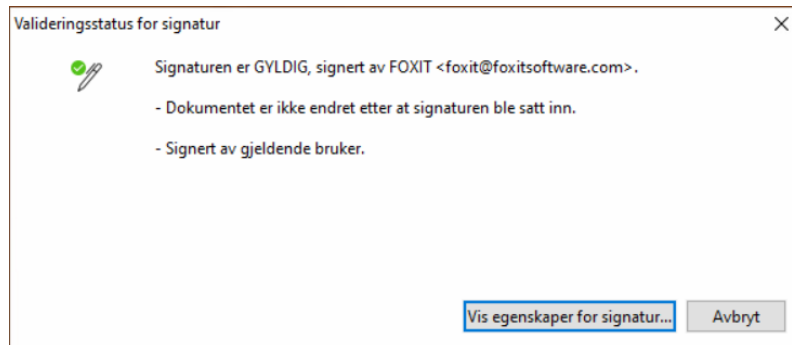 Valideringsstatus for signatur
Signaturen er GYLDIG, signert av FOXIT <foxit@foxitsoftware.com>.
- Dokumentet er ikke endret etter at signaturen ble satt inn.
- Signert av gjeldende bruker.
Vis egenskaper for signatur... Avbryt